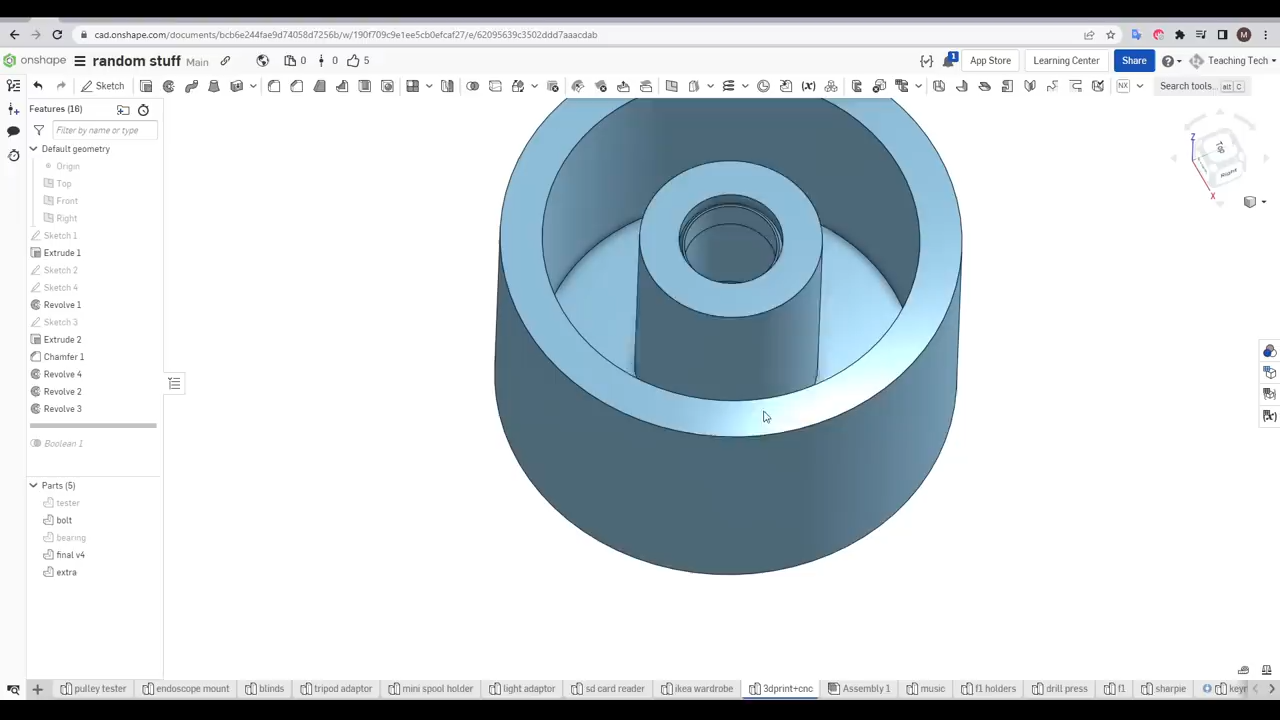 cad.onshape.com/documents/bcb6e244fae9d74058d7256b/w/190f709c9e1ee5cb0efcaf27/e/62095639c3502ddd7aaacdab
M
onshape random stuff Main 0 0 5 1 App Store Learning Center Share Teaching Tech
Sketch NX Search tools... alt C
Features (16)
Filter by name or type
Default geometry
Origin
Top
Front
Right
Sketch 1
Extrude 1
Sketch 2
Sketch 4
Revolve 1
Sketch 3
Extrude 2
Chamfer 1
Revolve 4
Revolve 2
Revolve 3
Boolean 1
Parts (5)
tester
bolt
bearing
final v4
extra
Z
Right
X
pulley tester endoscope mount blinds tripod adaptor mini spool holder light adaptor sd card reader ikea wardrobe 3dprint+cnc Assembly 1 music f1 holders drill press f1 sharpie